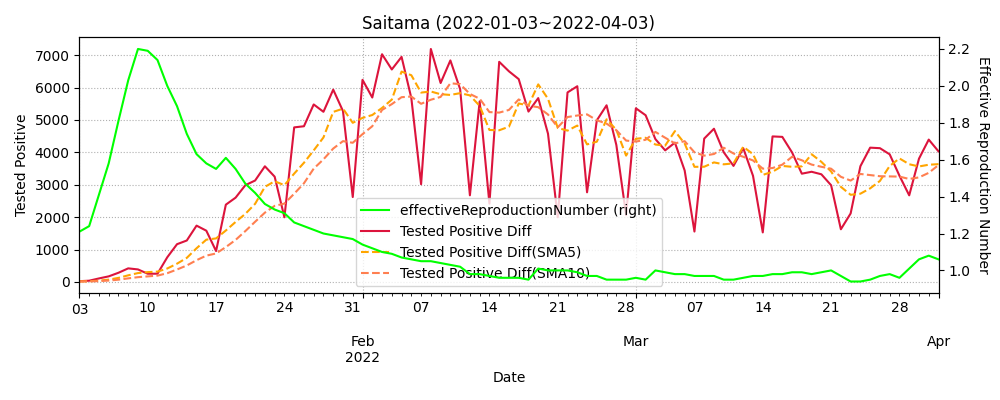 Saitama (2022-01-03~2022-04-03)
7000
6000
5000
4000
3000
2000
1000
0
Tested Positive
2.2
2.0
1.8
1.6
1.4
1.2
1.0
Effective Reproduction Number
effectiveReproductionNumber (right)
Tested Positive Diff
Tested Positive Diff(SMA5)
Tested Positive Diff(SMA10)
03 10 17 24 31 07 14 21 28 07 14 21 28
Feb Mar Apr
2022
Date